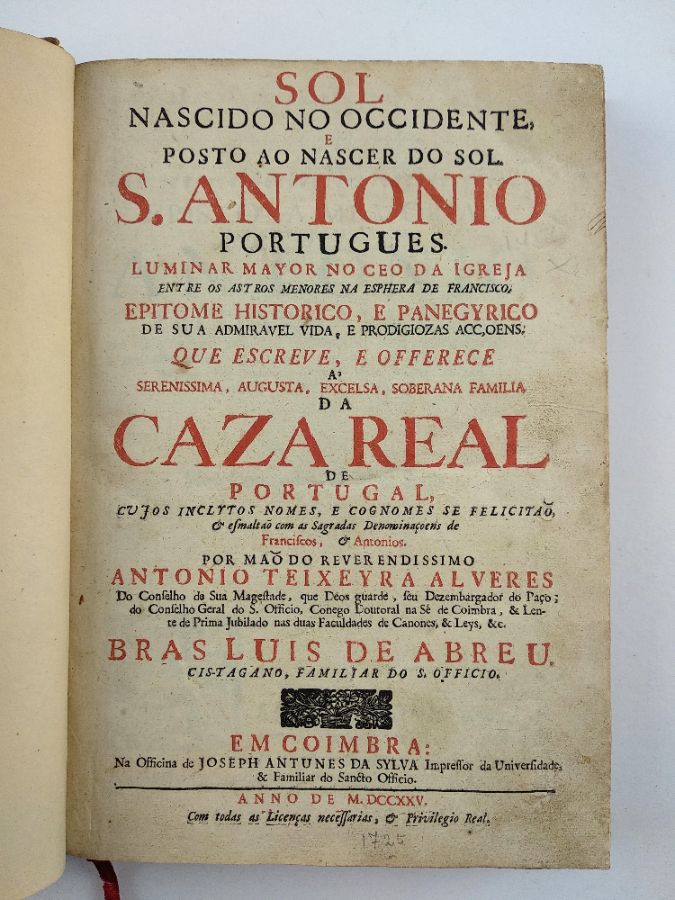 SOL
NASCIDO NO OCCIDENTE,
E
POSTO AO NASCER DO SOL.
S. ANTONIO
PORTUGUES.
LUMINAR MAYOR NO CEO DA IGREJA
ENTRE OS ASTROS MENORES NA ESPHERA DE FRANCISCO;
EPITOME HISTORICO, E PANEGYRICO
DE SUA ADMIRAVEL VIDA, E PRODIGIOZAS ACC,OENS;
QUE ESCREVE, E OFFERECE
A'
SERENISSIMA, AUGUSTA, EXCELSA, SOBERANA FAMILIA
DA
CAZA REAL
DE
PORTUGAL,
CUJOS INCLYTOS NOMES, E COGNOMES SE FELICITAÕ,
& esmaltaõ com as Sagradas Denominaçoens de
Franciscos, & Antonios.
POR MAÕ DO REVERENDISSIMO
ANTONIO TEIXEYRA ALVERES
Do Conselho de Sua Magestade, que Deos guarde, seu Dezembargador do Paço;
do Conselho Geral do S. Officio, Conego Doutoral na Sê de Coimbra, & Len-
te de Prima Jubilado nas duas Faculdades de Canones, & Leys, &c.
BRAS LUIS DE ABREU.
CIS-TAGANO, FAMILIAR DO S. OFFICIO.
EM COIMBRA:
Na Officina de JOSEPH ANTUNES DA SYLVA Impressor da Universidade,
& Familiar do Sancto Officio.
ANNO DE M. DCCXXV.
Com todas as Licenças necessarias, & Privilegio Real.
1725